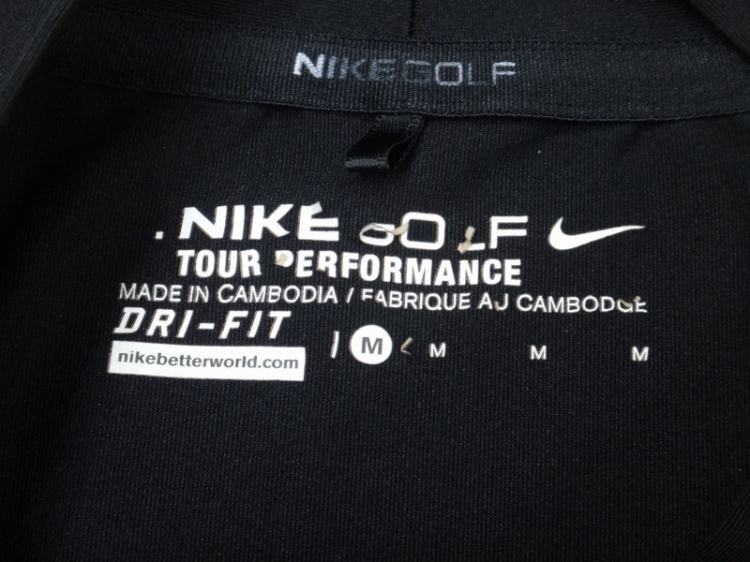 NIKEGOLF
NIKE GOLF
TOUR PERFORMANCE
MADE IN CAMBODIA / FABRIQUE AU CAMBODGE
DRI-FIT
nikebetterworld.com
M M M M